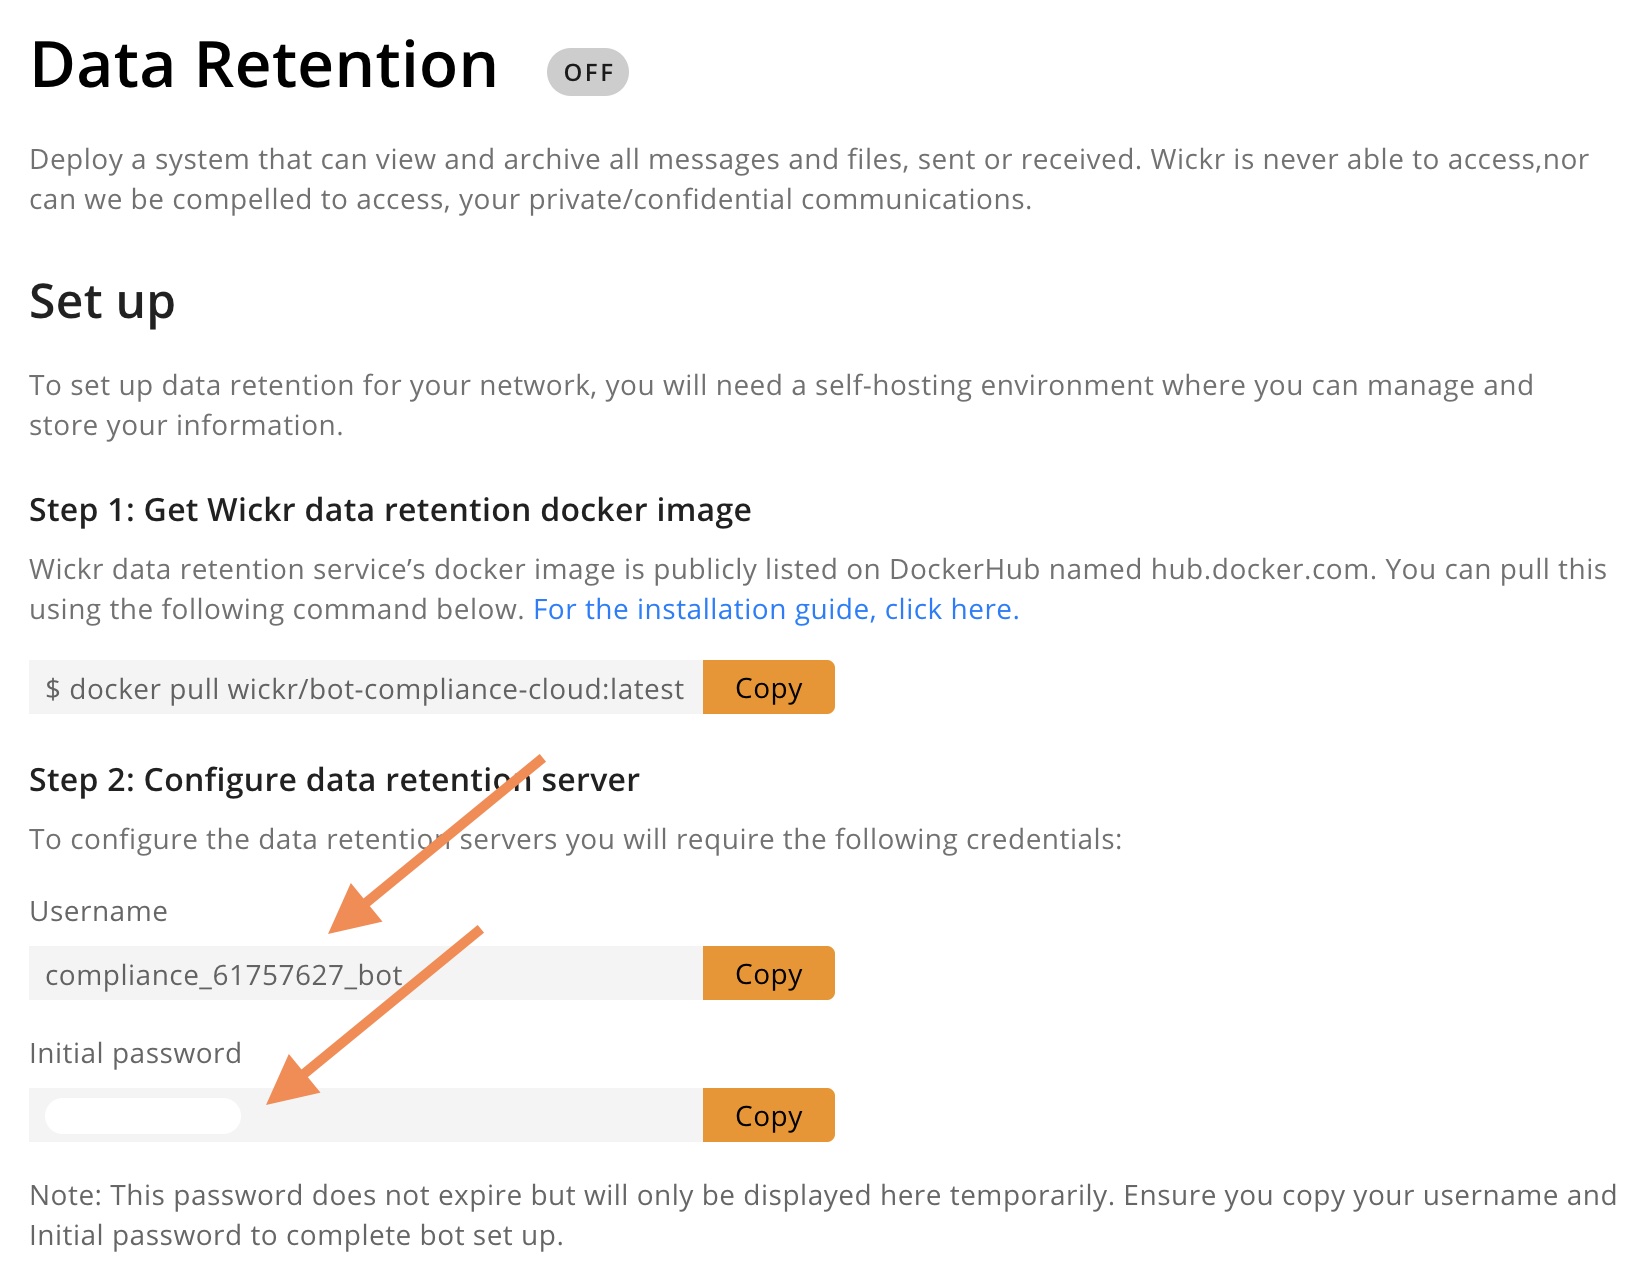 Data Retention OFF
Deploy a system that can view and archive all messages and files, sent or received. Wickr is never able to access,nor
can we be compelled to access, your private/confidential communications.
Set up
To set up data retention for your network, you will need a self-hosting environment where you can manage and
store your information.
Step 1: Get Wickr data retention docker image
Wickr data retention service’s docker image is publicly listed on DockerHub named hub.docker.com. You can pull this
using the following command below. For the installation guide, click here.
$ docker pull wickr/bot-compliance-cloud:latest Copy
Step 2: Configure data retention server
To configure the data retention servers you will require the following credentials:
Username
compliance_61757627_bot Copy
Initial password
Copy
Note: This password does not expire but will only be displayed here temporarily. Ensure you copy your username and
Initial password to complete bot set up.